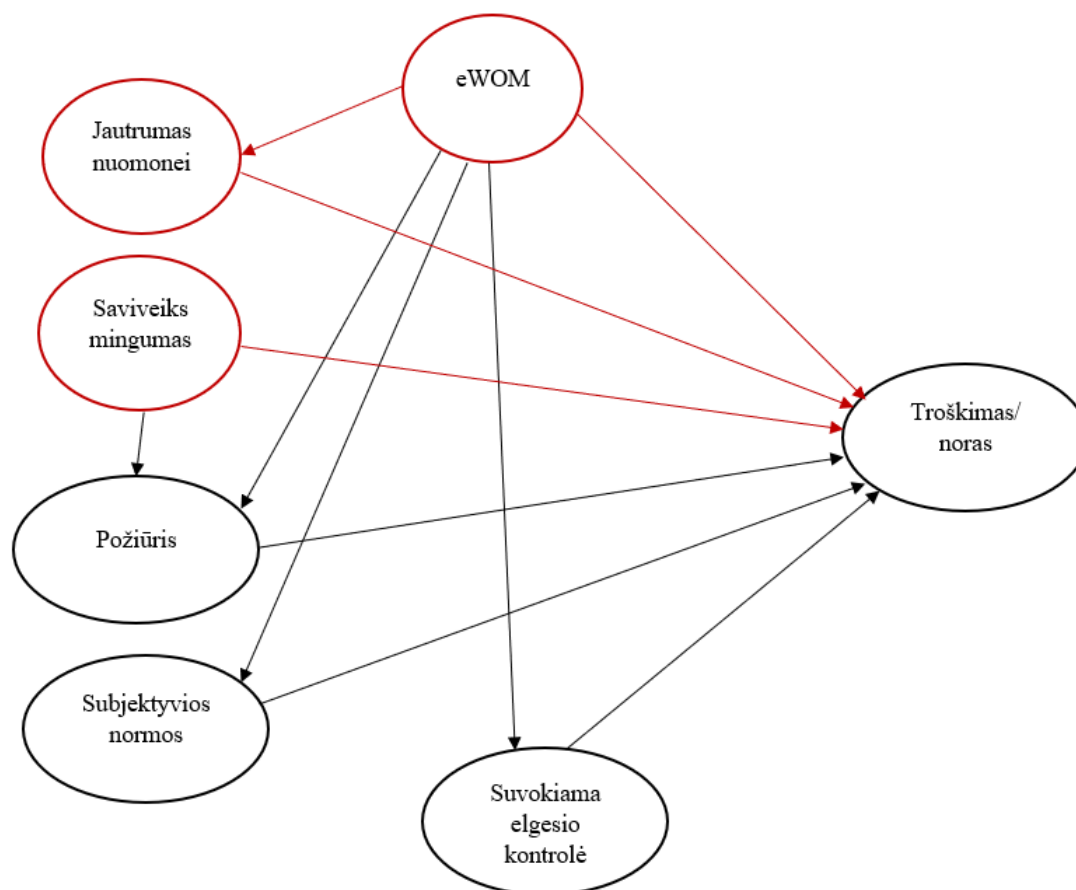 eWOM
Jautrumas
nuomonei
Saviveiks
mingumas
Troškimas/
noras
Požiūris
Subjektyvios
normos
Suvokiama
elgesio
kontrolė